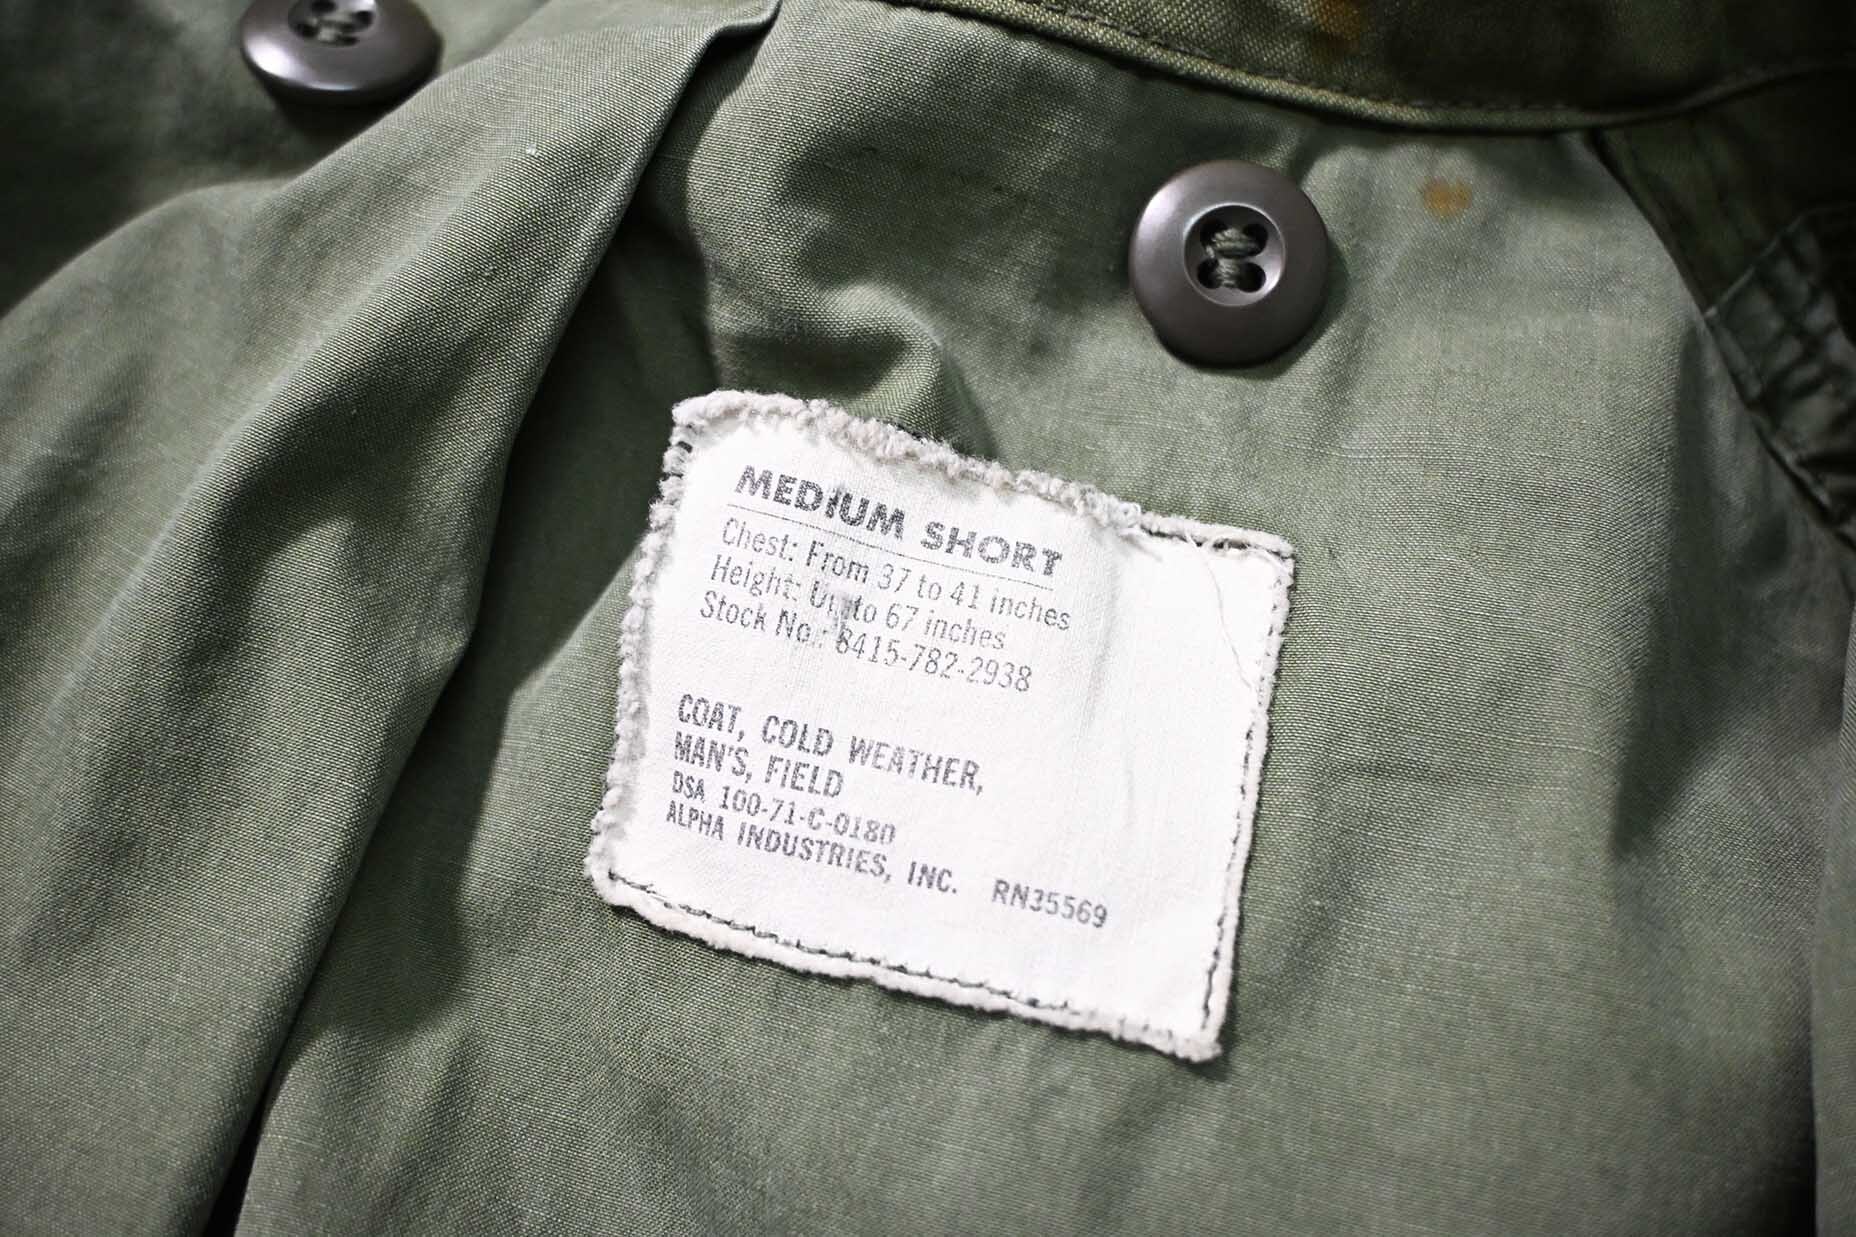 MEDIUM SHORT
Chest: From 37 to 41 inches
Height: Up to 67 inches
Stock No.: 8415-782-2938
COAT, COLD WEATHER,
MAN'S, FIELD
DSA 100-71-C-0180
ALPHA INDUSTRIES, INC. RN35569